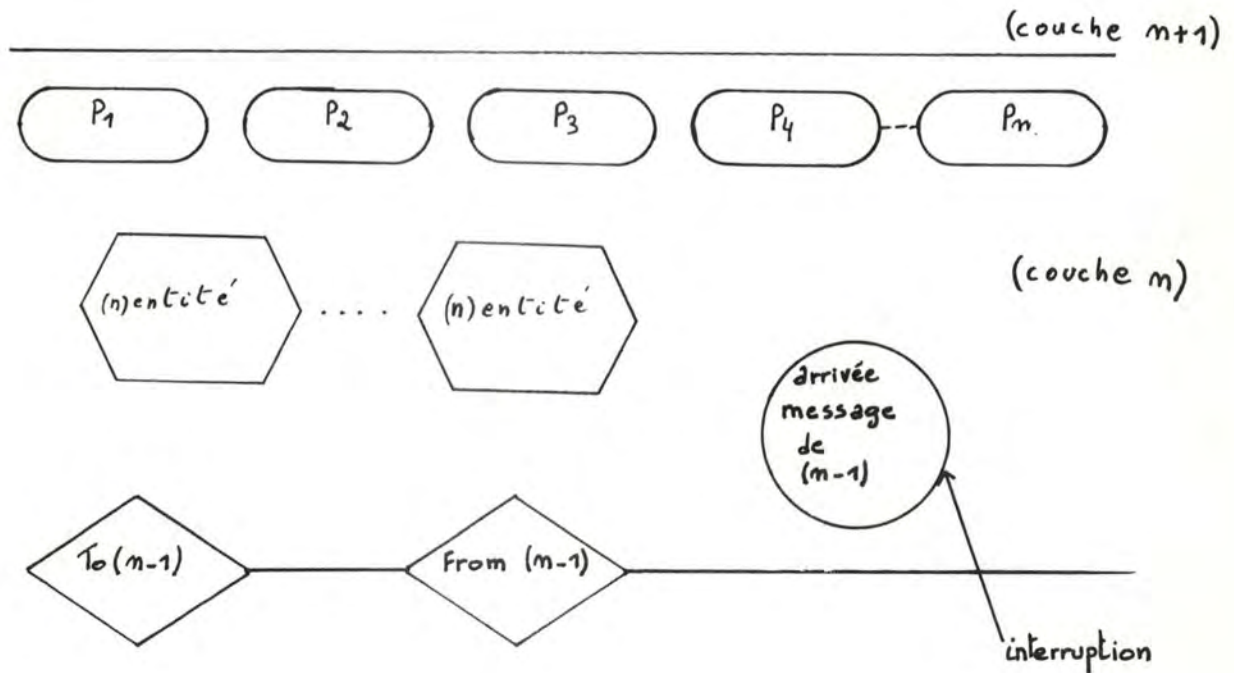 (couche n+1)
P1
P2
P3
P4
Pn.
(n) entité
....
(n) entité
(couche n)
arrivée
message
de
(n-1)
To (n-1)
From (n-1)
interruption